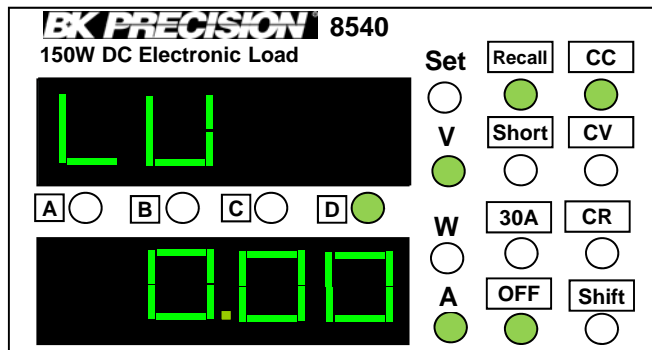 BK PRECISION® 8540
150W DC Electronic Load
Set Recall CC
LU
V Short CV
A B C D
W 30A CR
0.00
A OFF Shift